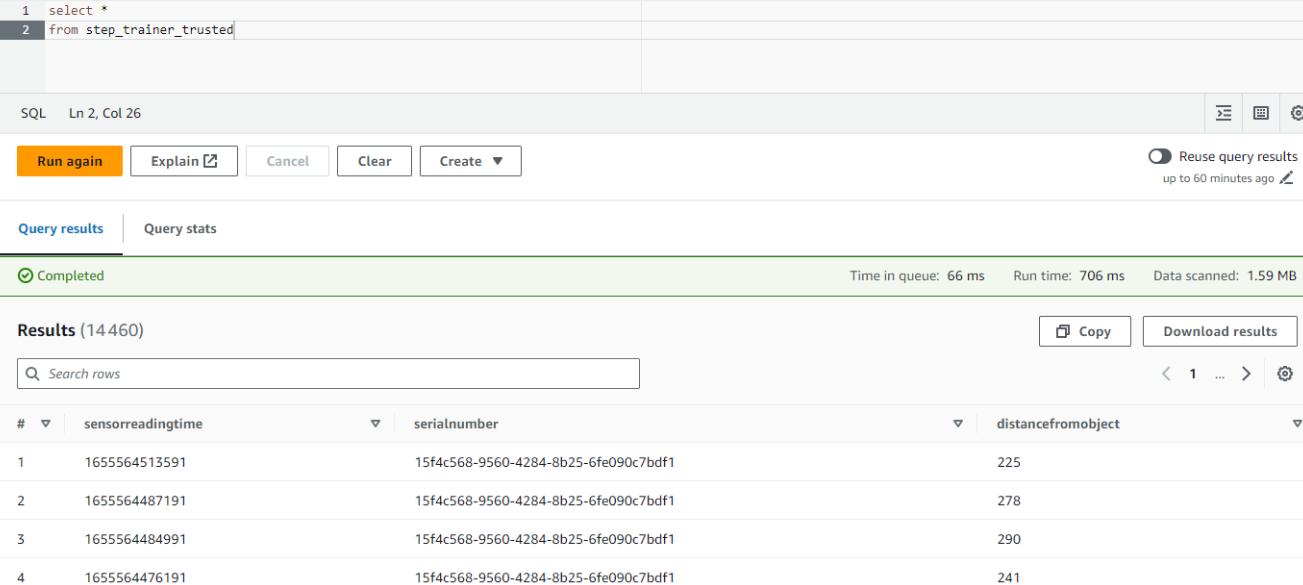 1 select *
2 from step_trainer_trusted
SQL Ln 2, Col 26
Run again Explain Cancel Clear Create Reuse query results
up to 60 minutes ago
Query results Query stats
Completed Time in queue: 66 ms Run time: 706 ms Data scanned: 1.59 MB
Results (14 460) Copy Download results
Search rows 1 ...
# sensorreadingtime serialnumber distancefromobject
1 1655564513591 15f4c568-9560-4284-8b25-6fe090c7bdf1 225
2 1655564487191 15f4c568-9560-4284-8b25-6fe090c7bdf1 278
3 1655564484991 15f4c568-9560-4284-8b25-6fe090c7bdf1 290
4 1655564476191 15f4c568-9560-4284-8b25-6fe090c7bdf1 241